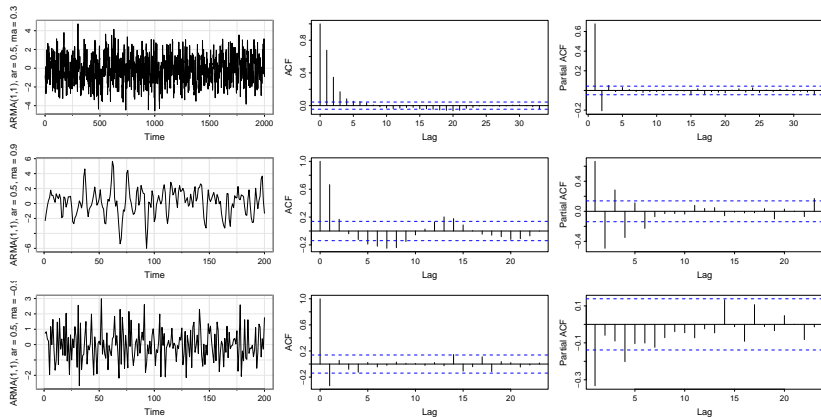 ARMA(1,1), ar = 0.5, ma = 0.3
−4 −2 0 2 4
0 500 1000 1500 2000
Time
ACF
0.0 0.4 0.8
0 5 10 15 20 25 30
Lag
Partial ACF
−0.2 0.2 0.6
0 5 10 15 20 25 30
Lag
ARMA(1,1), ar = 0.5, ma = 0.9
−6 −2 0 2 4 6
0 50 100 150 200
Time
ACF
−0.2 0.2 0.6 1.0
0 5 10 15 20
Lag
Partial ACF
−0.4 0.0 0.4
5 10 15 20
Lag
ARMA(1,1), ar = 0.5, ma = −0.
−2 0 1 2 3
0 50 100 150 200
Time
ACF
−0.2 0.2 0.6 1.0
0 5 10 15 20
Lag
Partial ACF
−0.3 −0.1 0.1
5 10 15 20
Lag